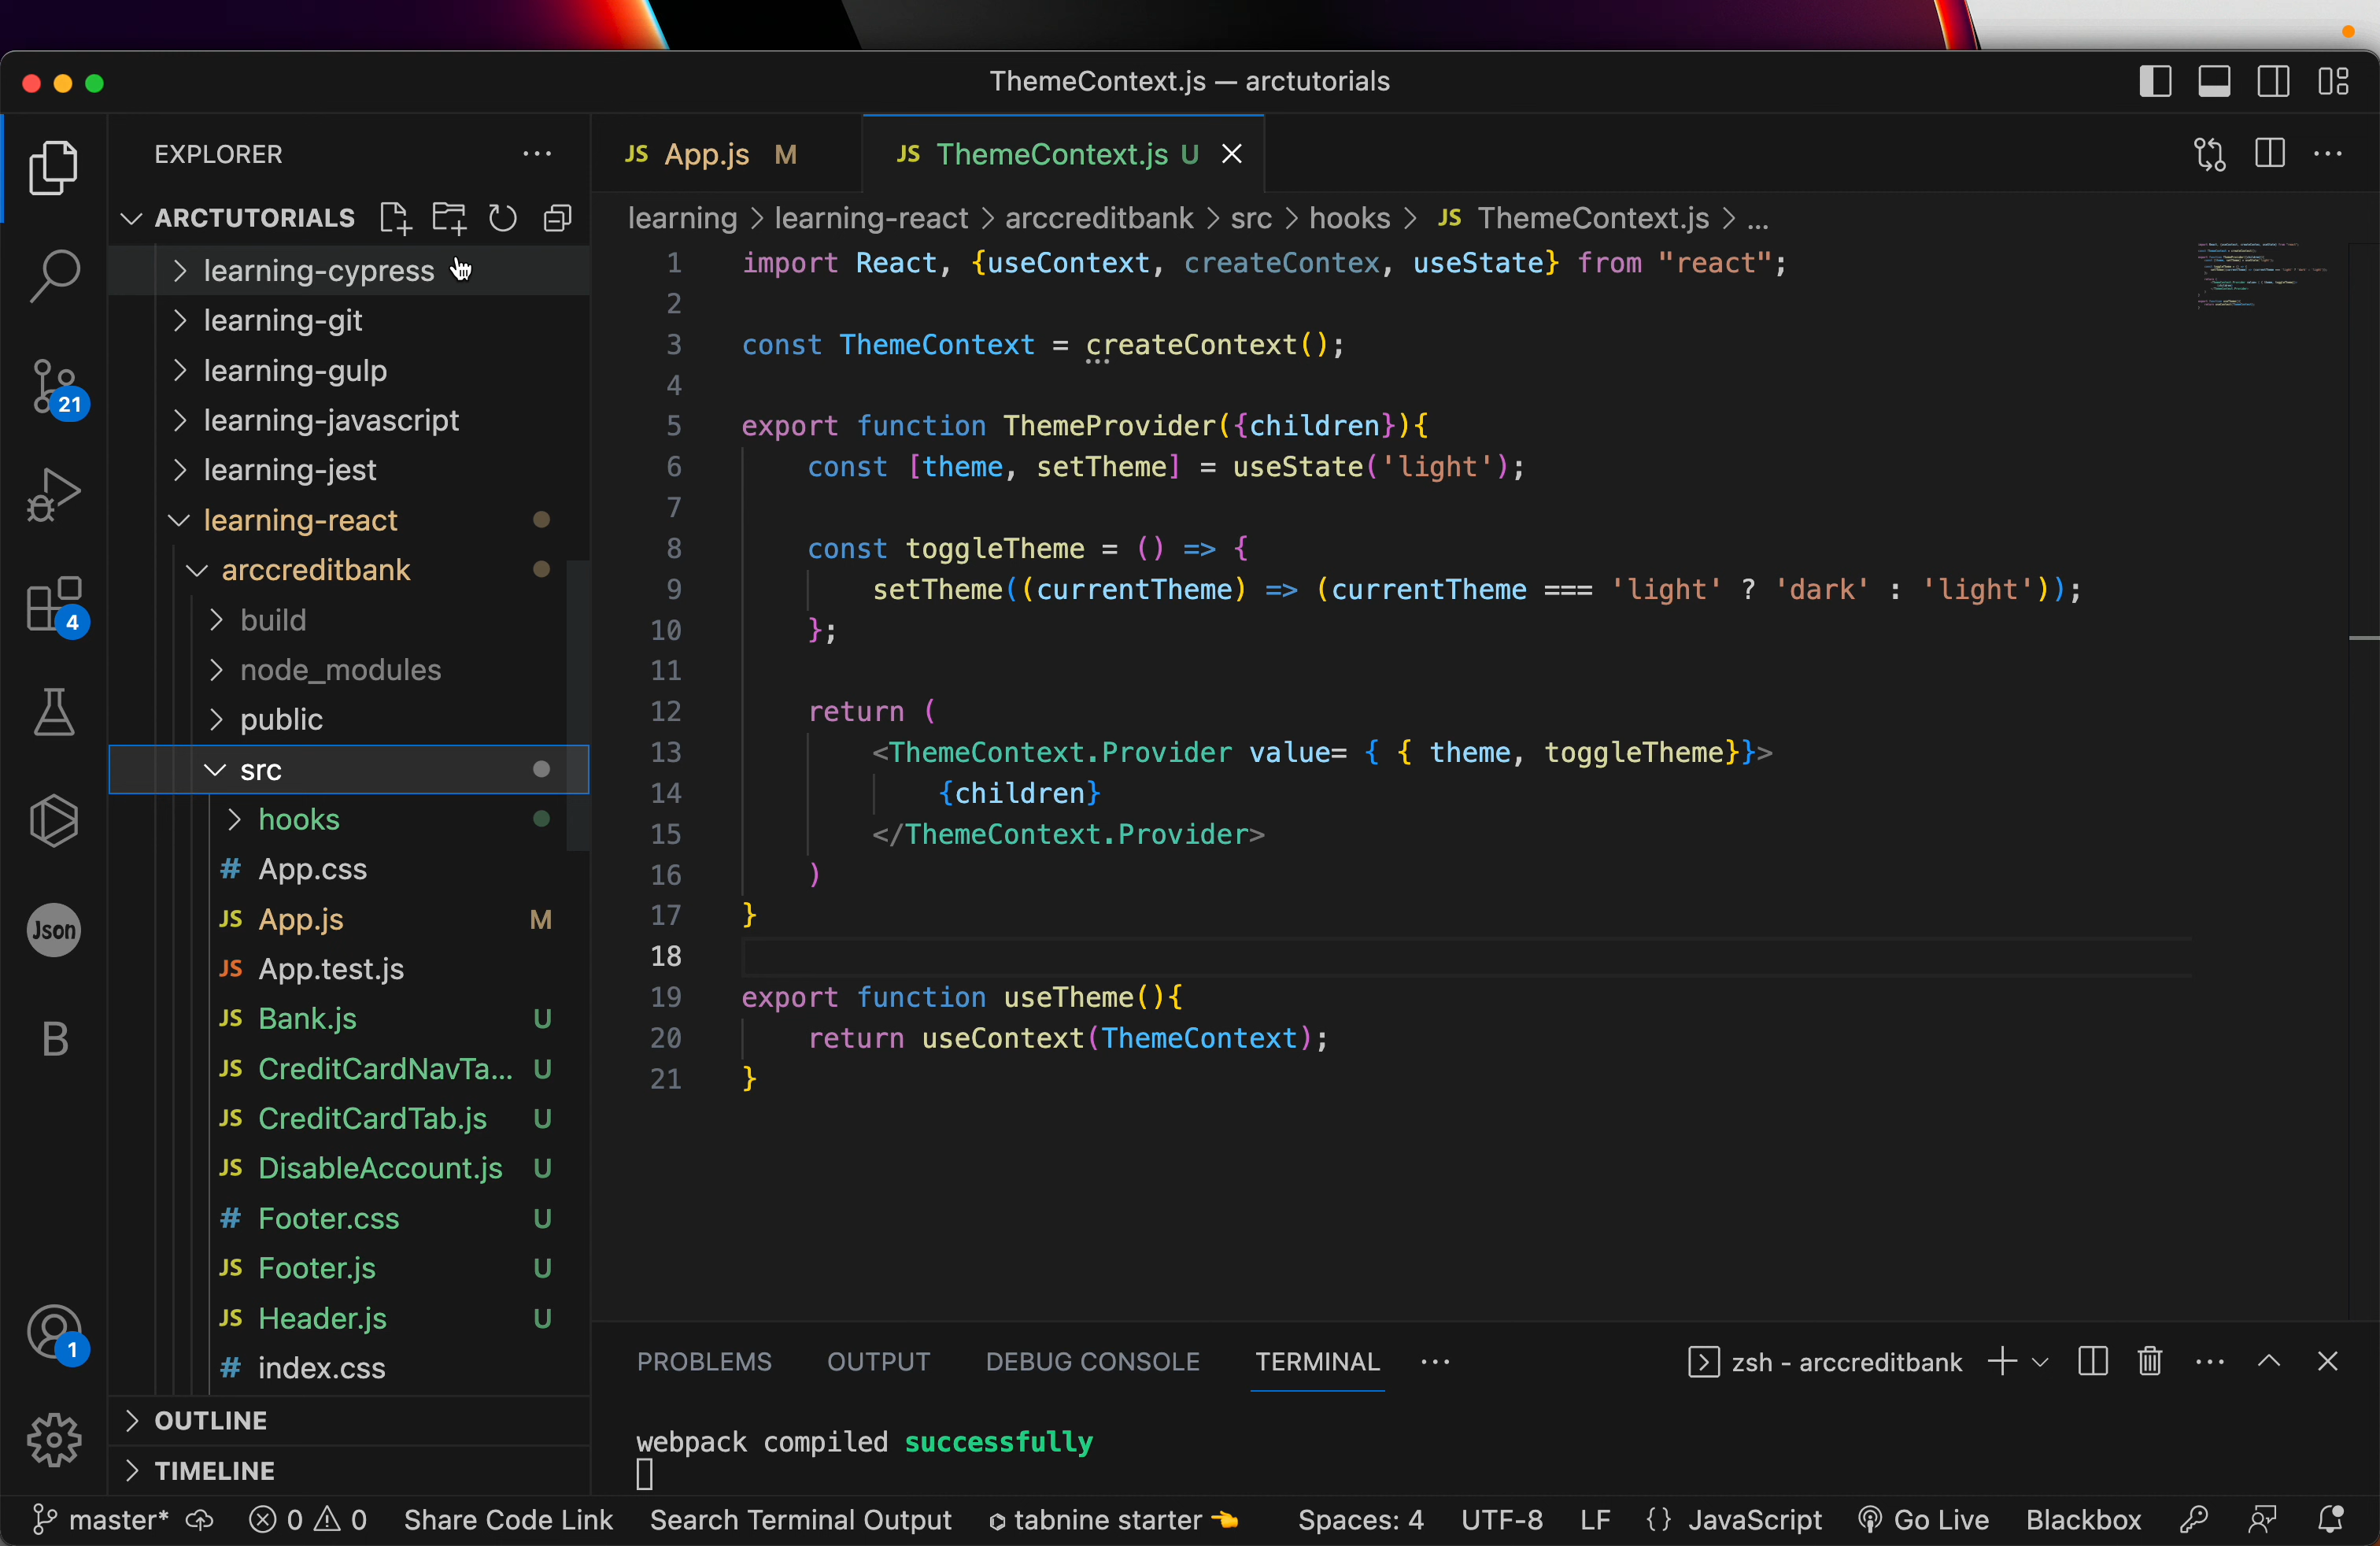 ThemeContext.js — arctutorials
EXPLORER
ARCTUTORIALS
learning-cypress
learning-git
learning-gulp
learning-javascript
learning-jest
learning-react
arccreditbank
build
node_modules
public
src
hooks
# App.css
JS App.js M
JS App.test.js
JS Bank.js U
JS CreditCardNavTa... U
JS CreditCardTab.js U
JS DisableAccount.js U
# Footer.css U
JS Footer.js U
JS Header.js U
# index.css
OUTLINE
TIMELINE
21
4
Json
B
1
JS App.js M
JS ThemeContext.js U
learning > learning-react > arccreditbank > src > hooks > JS ThemeContext.js > ...
1 import React, {useContext, createContex, useState} from "react";
2
3 const ThemeContext = createContext();
4
5 export function ThemeProvider({children}){
6 const [theme, setTheme] = useState('light');
7
8 const toggleTheme = () => {
9 setTheme((currentTheme) => (currentTheme === 'light' ? 'dark' : 'light'));
10 };
11
12 return (
13 <ThemeContext.Provider value= { { theme, toggleTheme}}>
14 {children}
15 </ThemeContext.Provider>
16 )
17 }
18
19 export function useTheme(){
20 return useContext(ThemeContext);
21 }
PROBLEMS OUTPUT DEBUG CONSOLE TERMINAL
zsh - arccreditbank
webpack compiled successfully
master* 0 0 Share Code Link Search Terminal Output tabnine starter Spaces: 4 UTF-8 LF {} JavaScript Go Live Blackbox